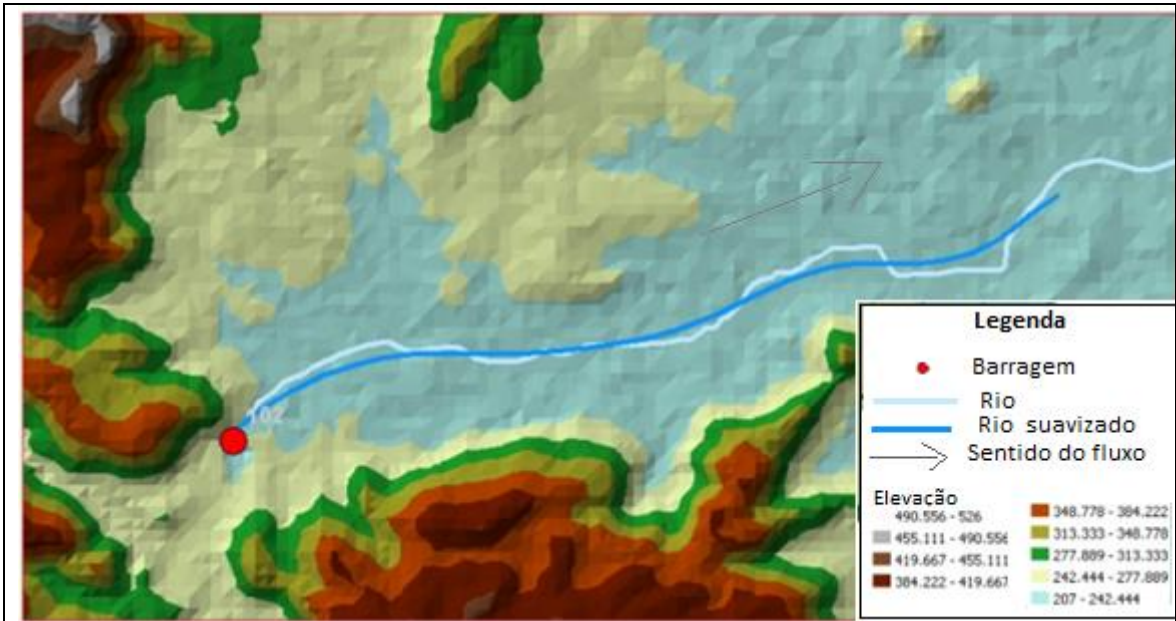 102
Legenda
Barragem
Rio
Rio suavizado
Sentido do fluxo
Elevação
490.556 - 526
455.111 - 490.556
419.667 - 455.111
384.222 - 419.667
348.778 - 384.222
313.333 - 348.778
277.889 - 313.333
242.444 - 277.889
207 - 242.444